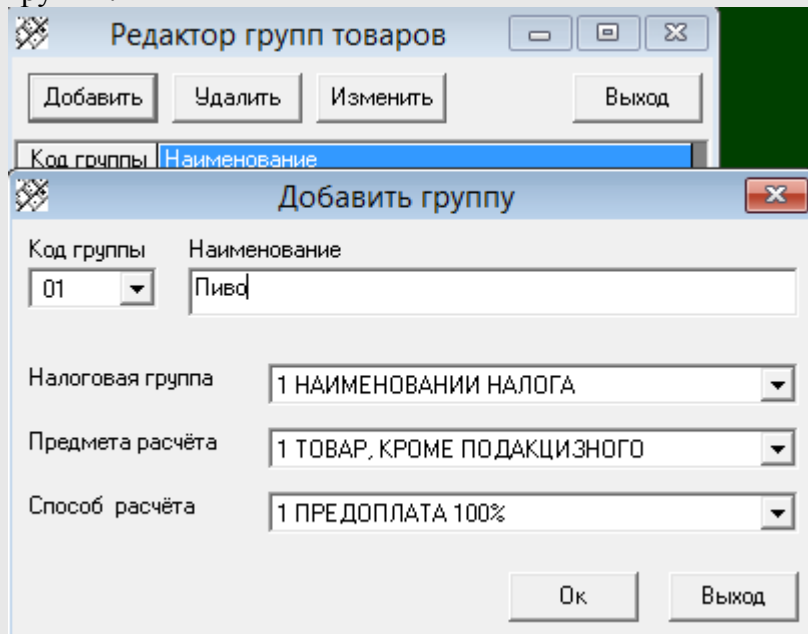 Редактор групп товаров
Добавить Удалить Изменить Выход
Код группы Наименование
Добавить группу
Код группы Наименование
01 Пиво
Налоговая группа 1 НАИМЕНОВАНИИ НАЛОГА
Предмета расчёта 1 ТОВАР, КРОМЕ ПОДАКЦИЗНОГО
Способ расчёта 1 ПРЕДОПЛАТА 100%
Ок Выход